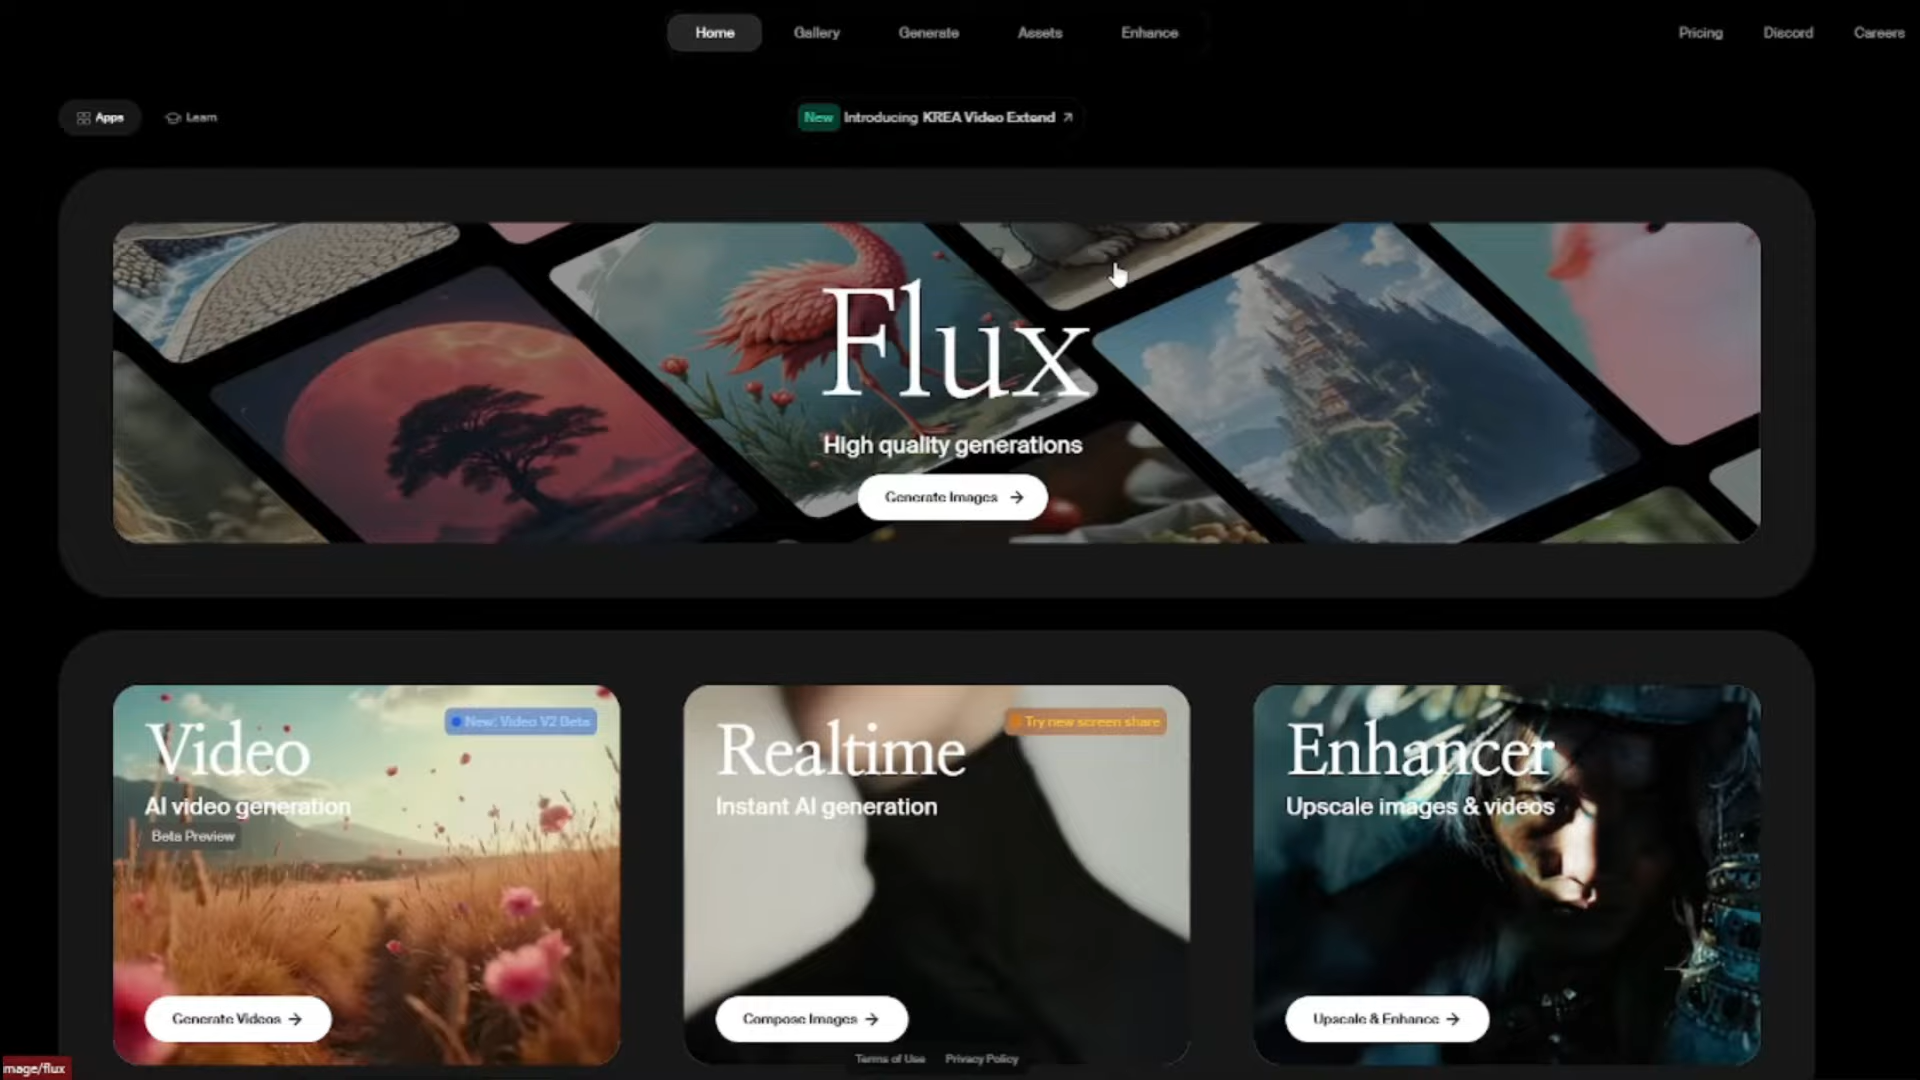 Home Gallery Generate Assets Enhance Pricing Discord Careers
Apps Learn New Introducing KREA Video Extend ↗
Flux
High quality generations
Generate Images →
Video New: Video V2 Beta
AI video generation
Beta Preview
Generate Videos →
Realtime Try new screen share
Instant AI generation
Compose Images →
Enhancer
Upscale images & videos
Upscale & Enhance →
Terms of Use Privacy Policy
mage/flux